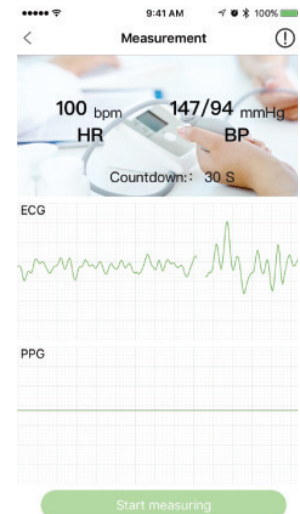 9:41 AM
100%
Measurement
100 bpm
147/94 mmHg
HR
BP
Countdown:: 30 S
ECG
PPG
Start measuring